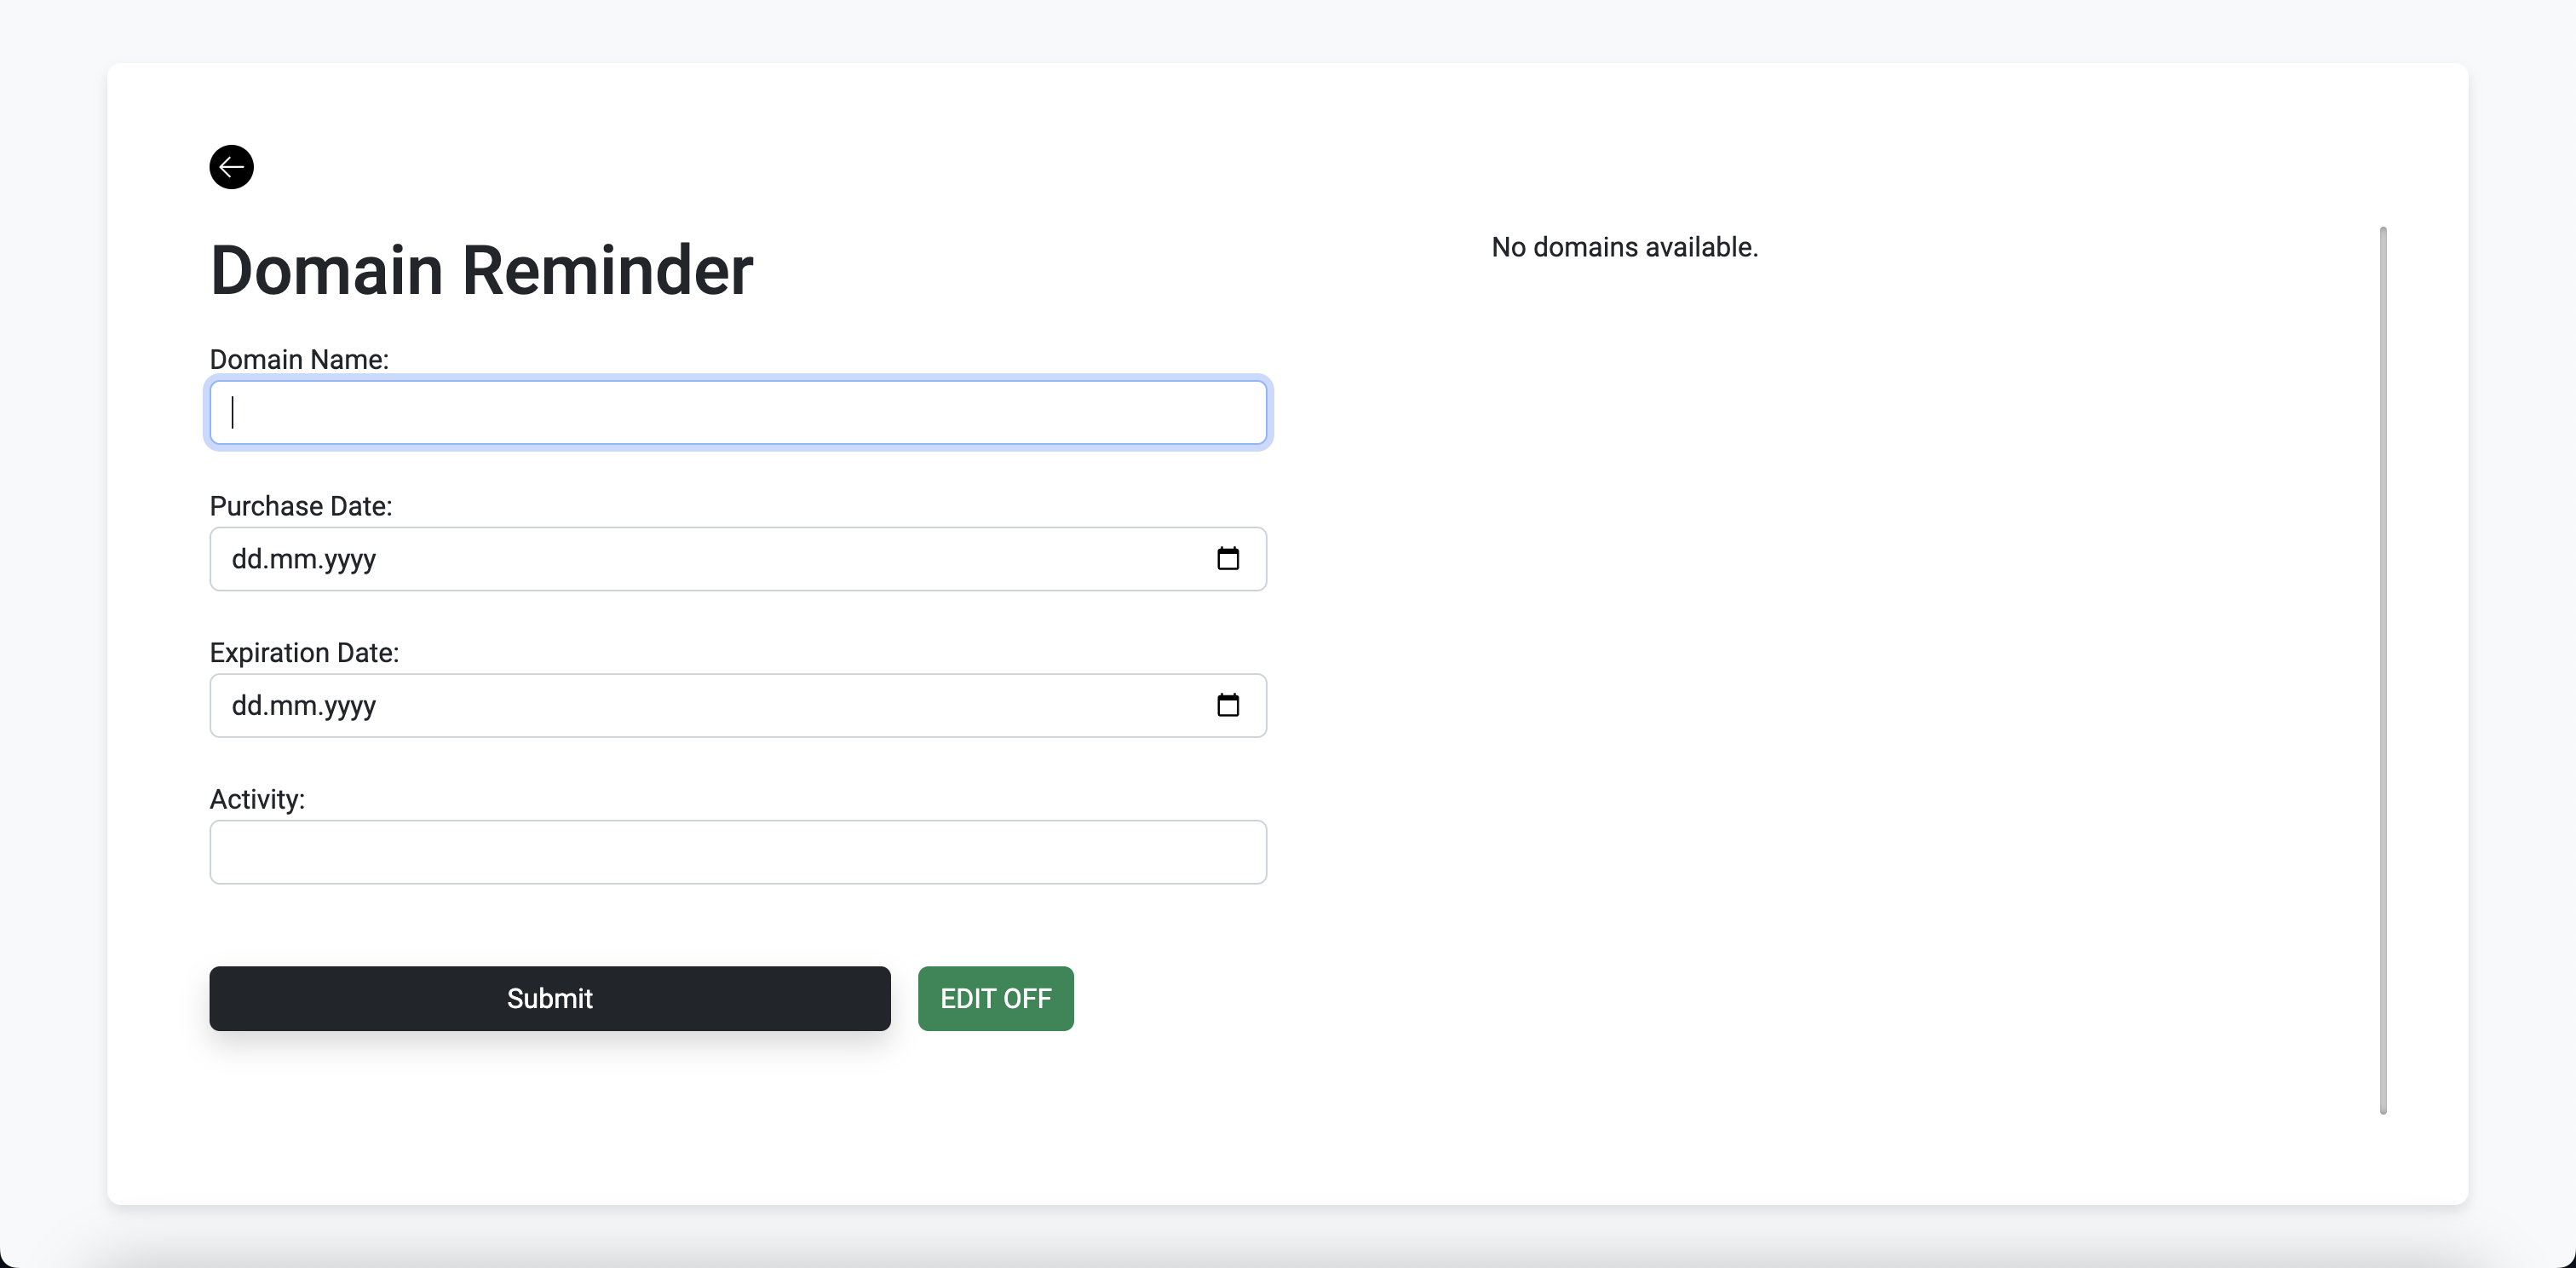 Domain Reminder
Domain Name:
Purchase Date:
dd.mm.yyyy
Expiration Date:
dd.mm.yyyy
Activity:
Submit
EDIT OFF
No domains available.